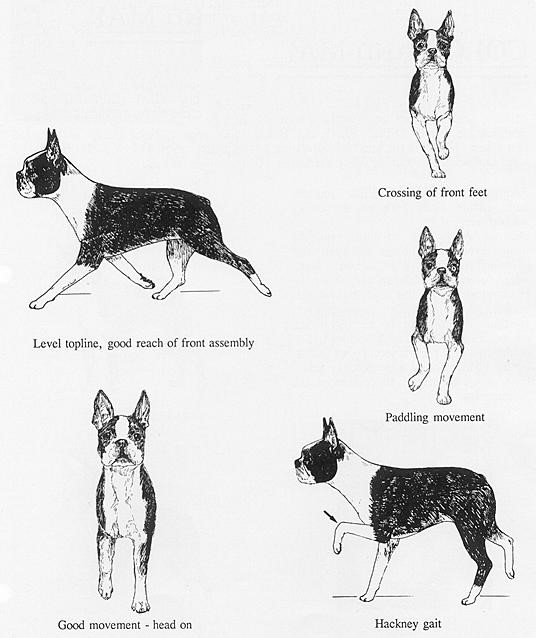 Crossing of front feet
Level topline, good reach of front assembly
Paddling movement
Good movement - head on
Hackney gait